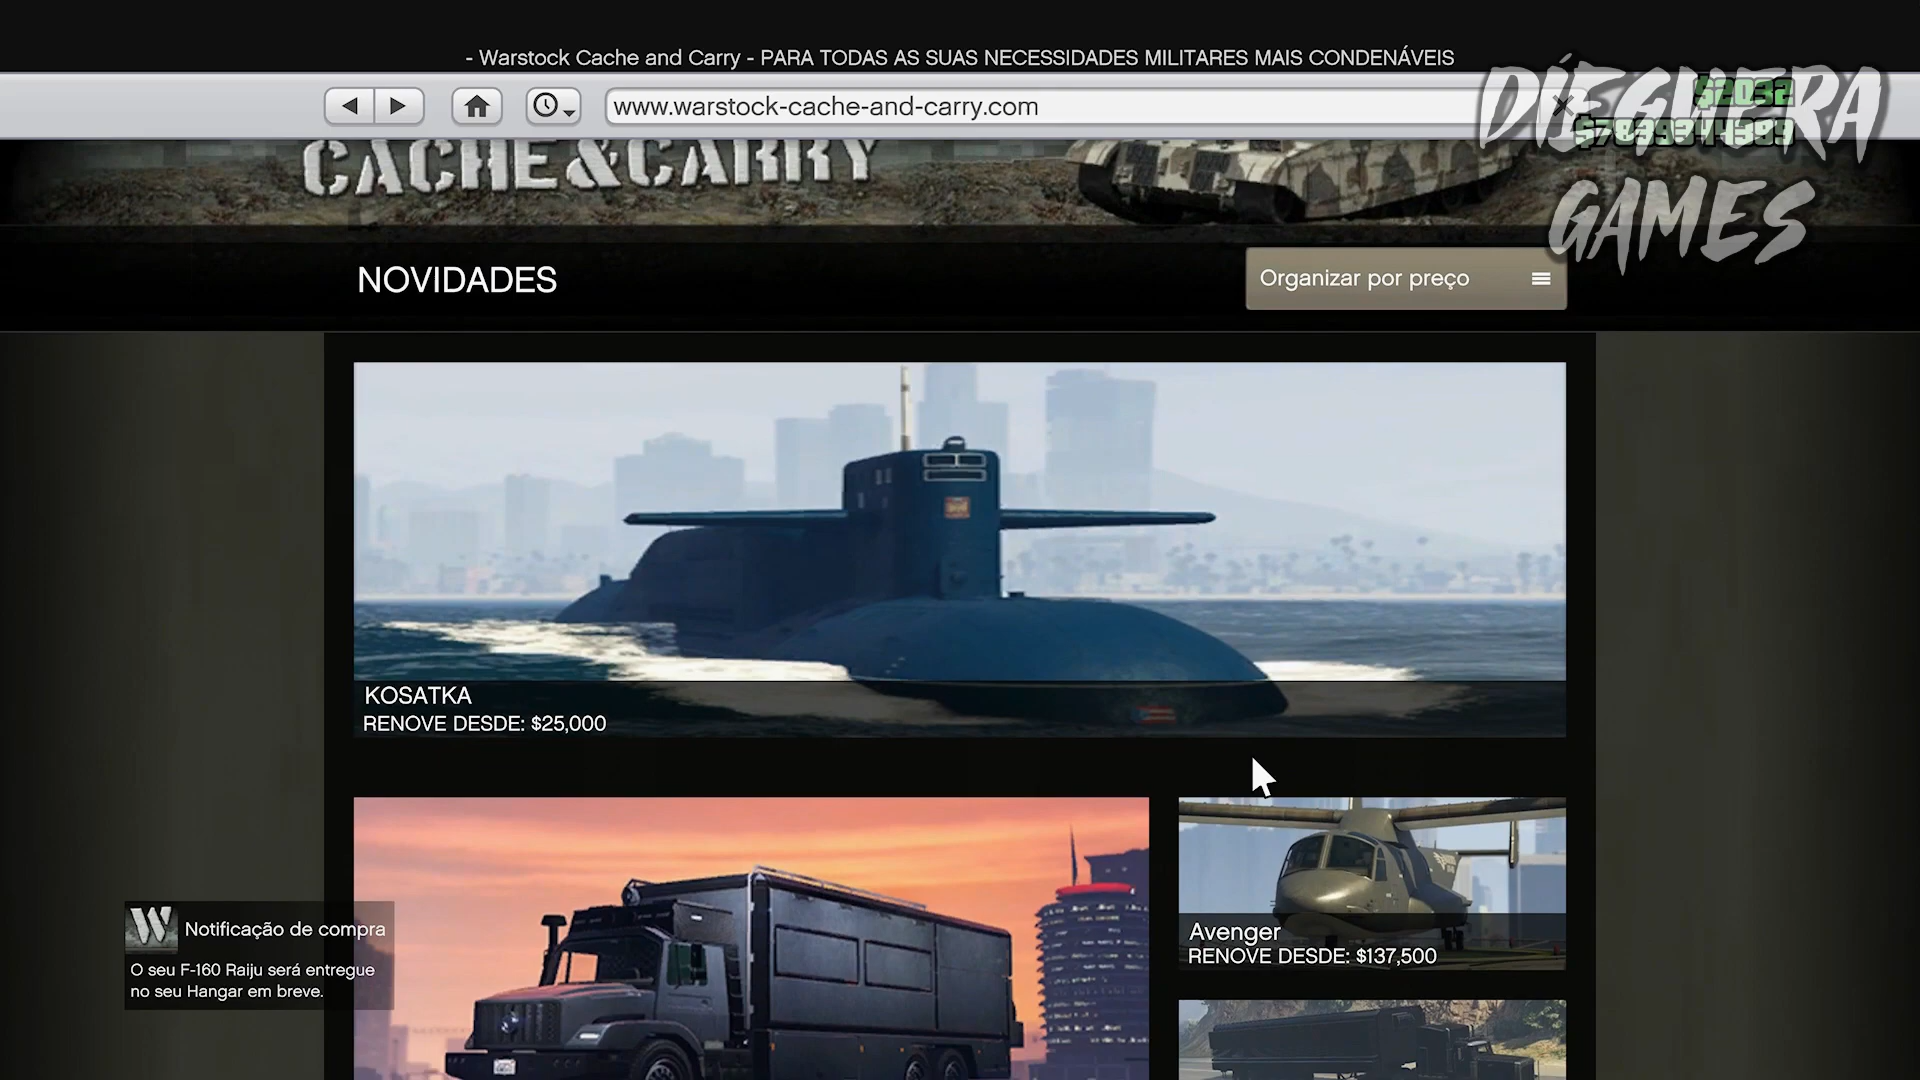 - Warstock Cache and Carry - PARA TODAS AS SUAS NECESSIDADES MILITARES MAIS CONDENÁVEIS
www.warstock-cache-and-carry.com
DIEGUERA
GAMES
$2032
CACHE&CARRY
NOVIDADES
Organizar por preço
KOSATKA
RENOVE DESDE: $25,000
Avenger
RENOVE DESDE: $137,500
W Notificação de compra
O seu F-160 Raiju será entregue
no seu Hangar em breve.